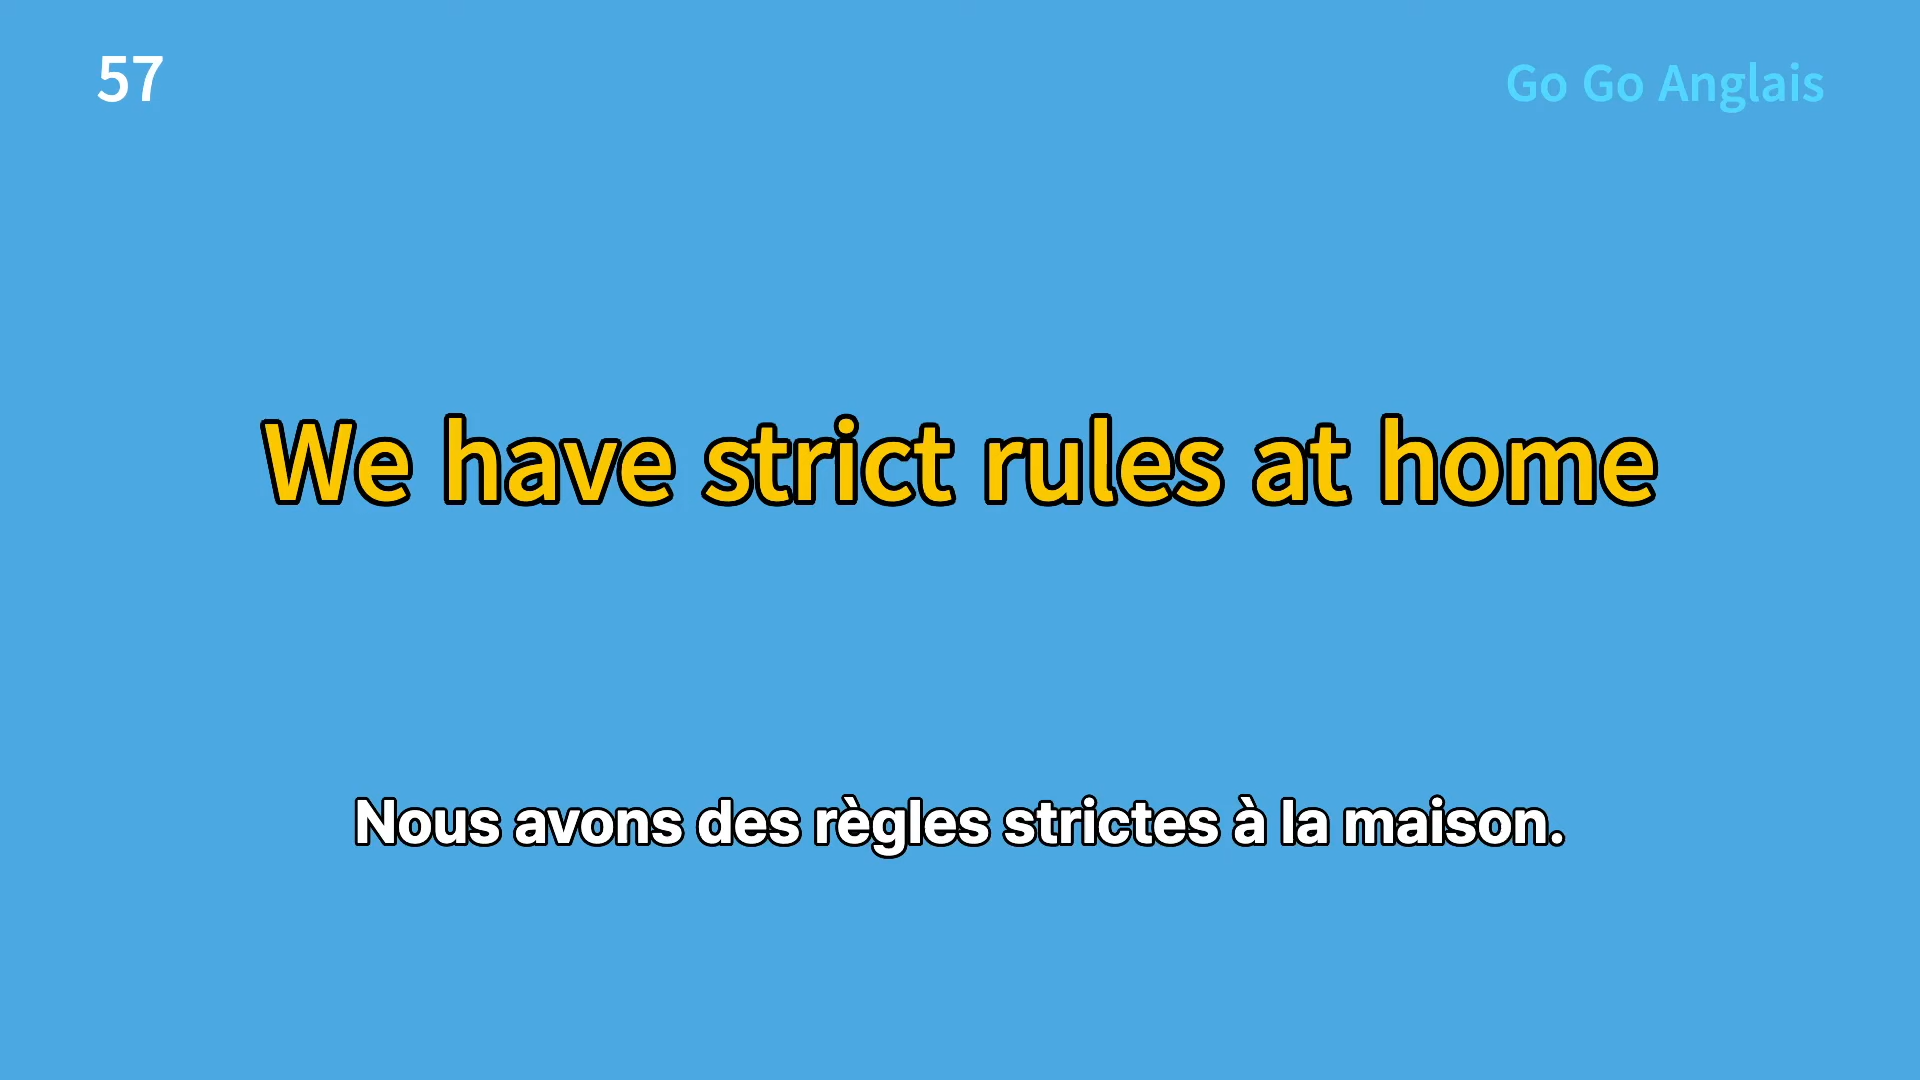 57
Go Go Anglais
We have strict rules at home
Nous avons des règles strictes à la maison.